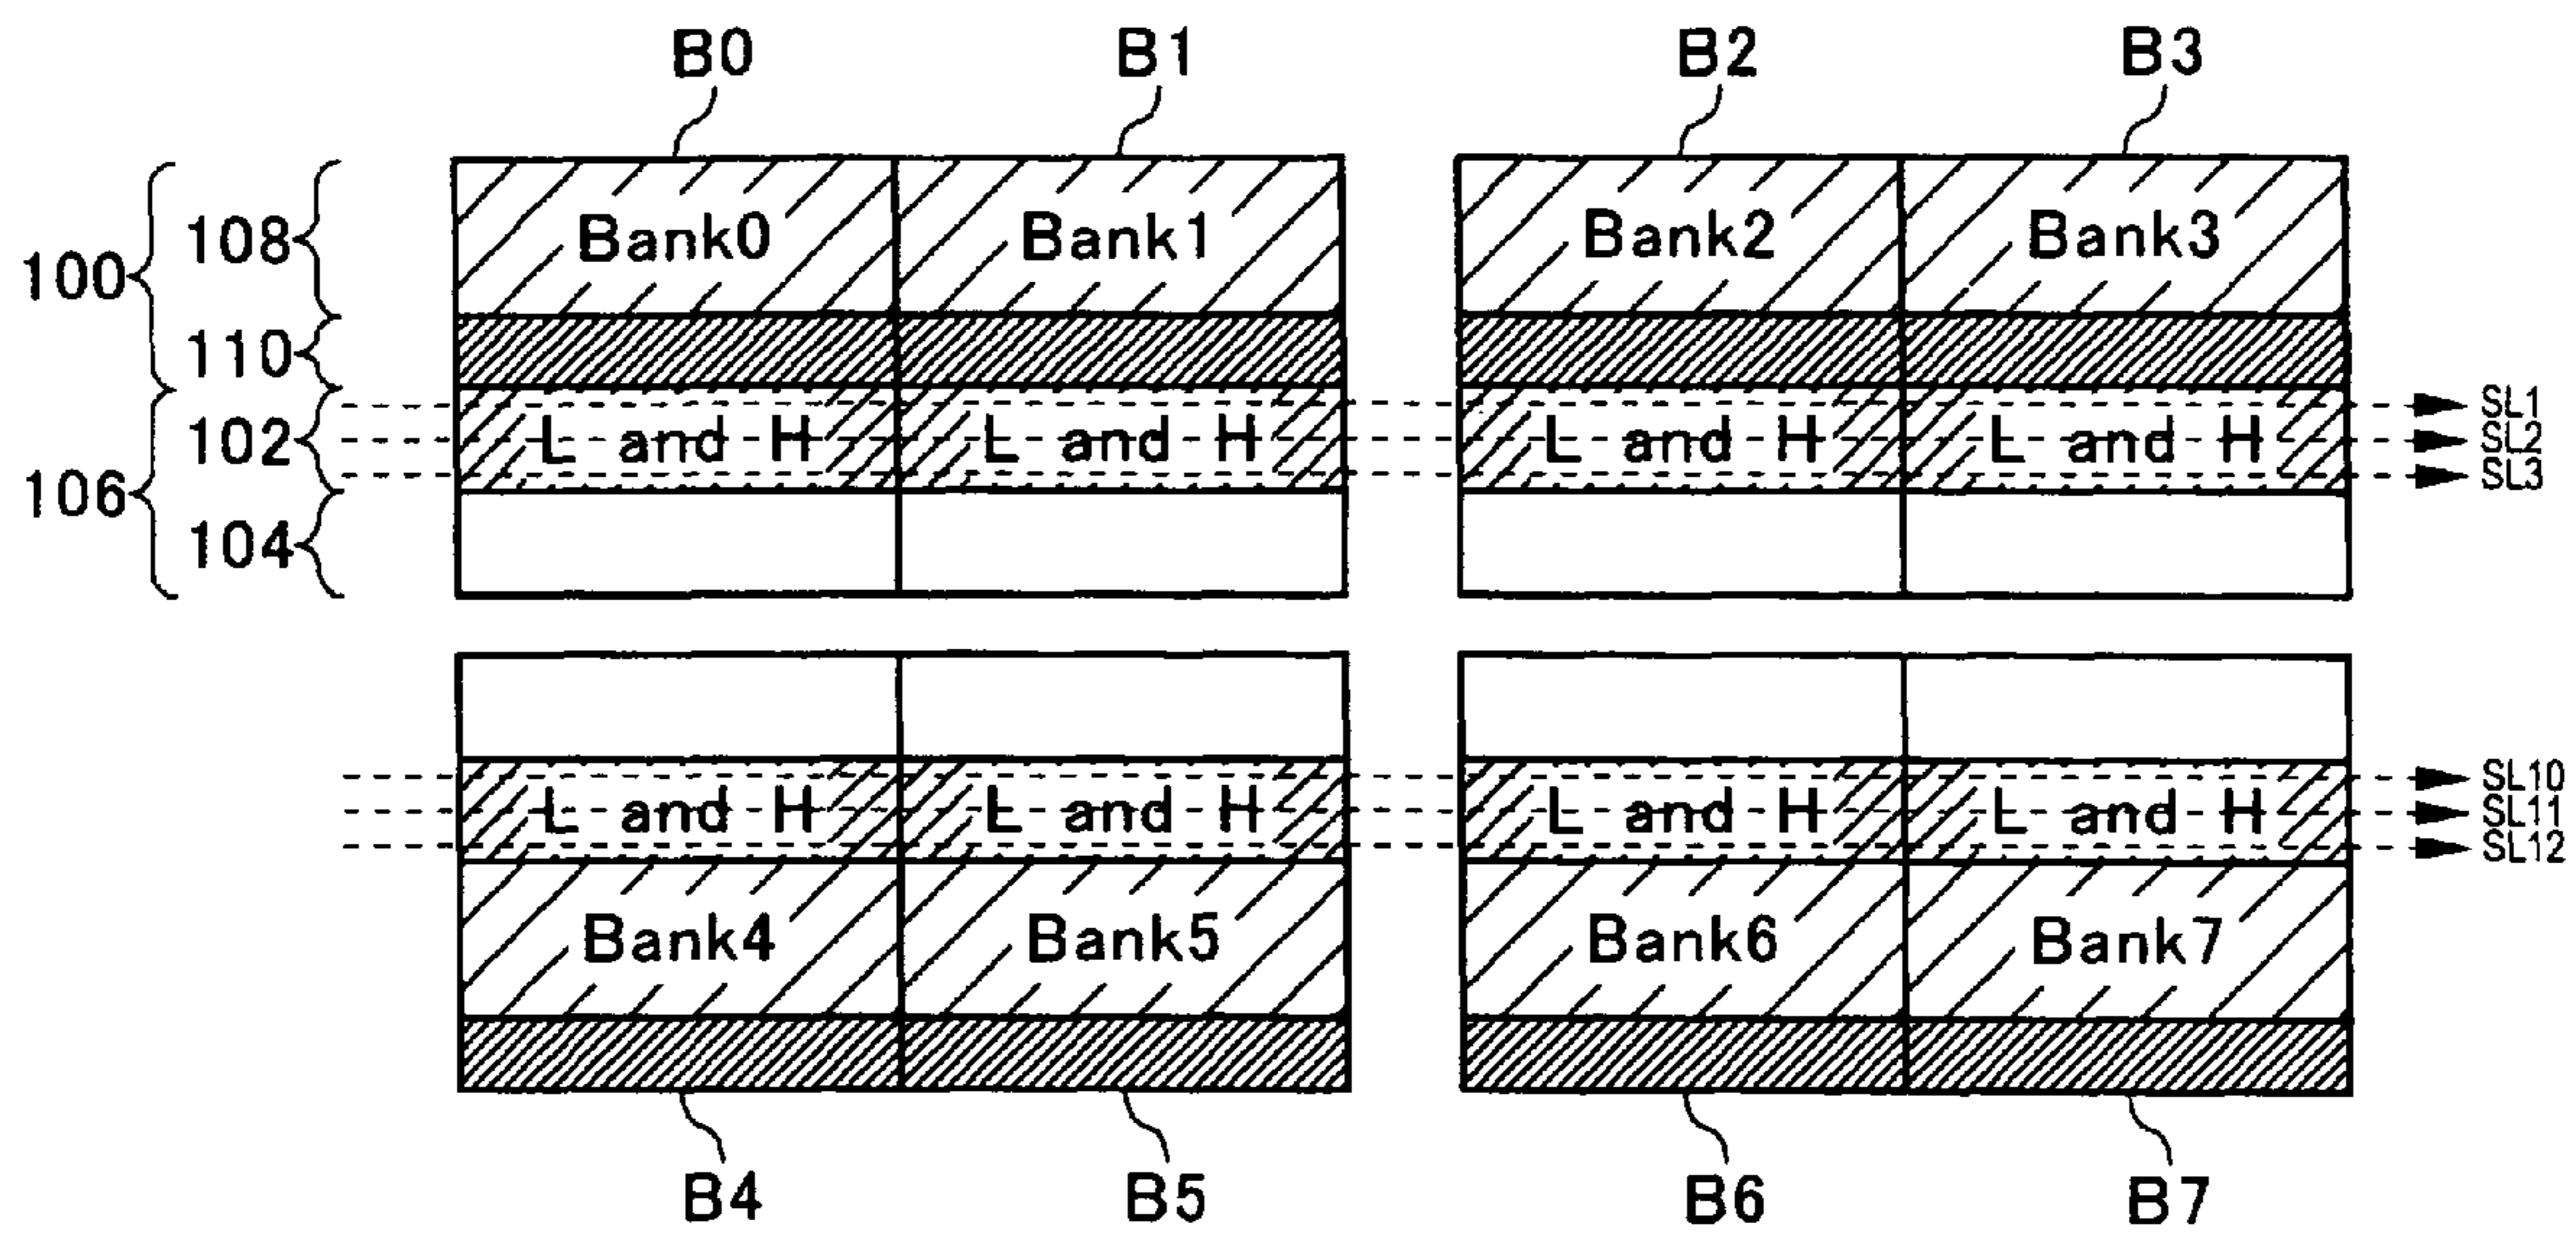 B0 B1 B2 B3
100 108 Bank0 Bank1 Bank2 Bank3
110
SL1
102 L and H L and H L and H L and H SL2
SL3
106
104
SL10
L and H L and H L and H L and H SL11
SL12
Bank4 Bank5 Bank6 Bank7
B4 B5 B6 B7